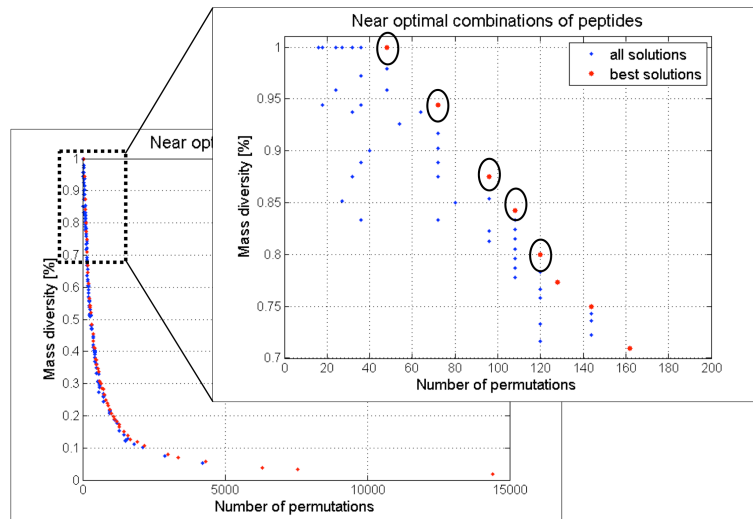 Near optimal combinations of peptides
1
0.95
0.9
0.85
0.8
0.75
0.7
Mass diversity [%]
all solutions
best solutions
0 20 40 60 80 100 120 140 160 180 200
Number of permutations
Near opt
1
0.9
0.8
0.7
0.6
0.5
0.4
0.3
0.2
0.1
0
Mass diversity [%]
0 5000 10000 15000
Number of permutations